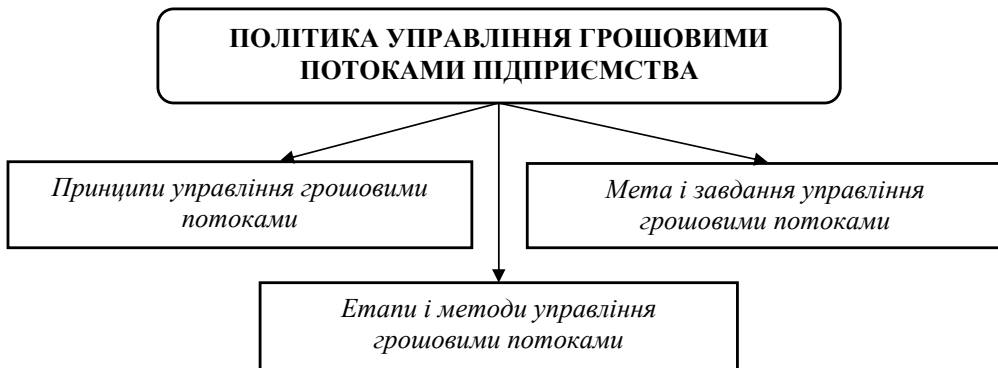 ПОЛІТИКА УПРАВЛІННЯ ГРОШОВИМИ
ПОТОКАМИ ПІДПРИЄМСТВА
Принципи управління грошовими
потоками
Мета і завдання управління
грошовими потоками
Етапи і методи управління
грошовими потоками